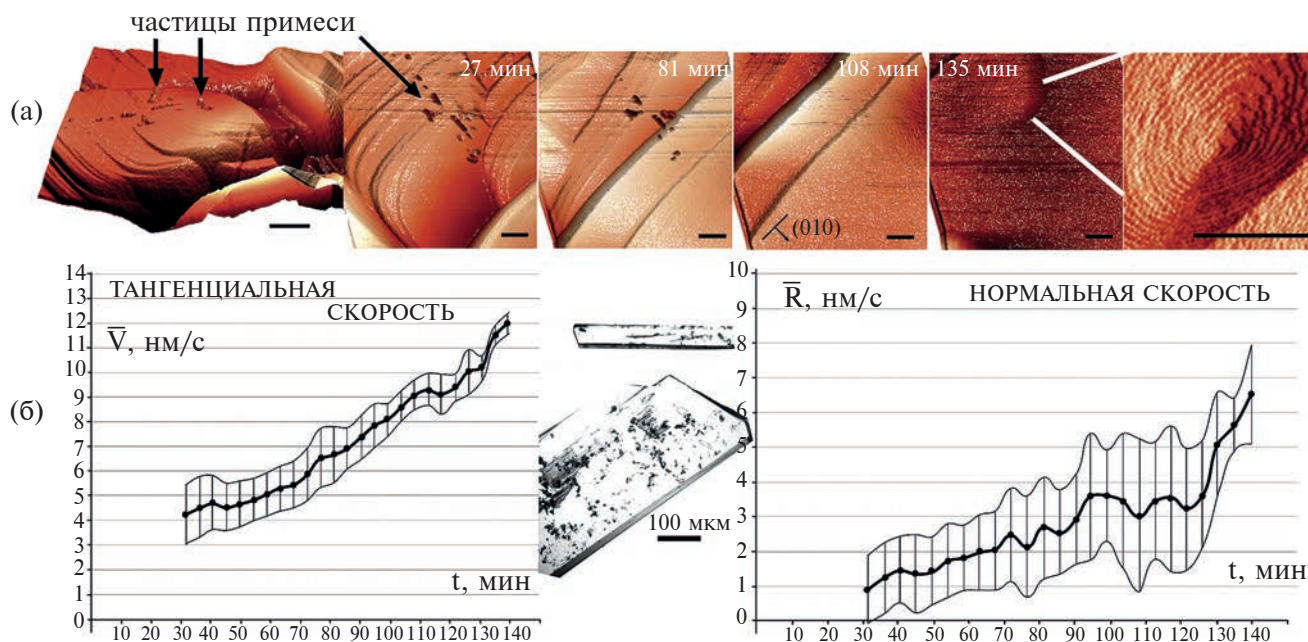 частицы примеси
(а)
27 мин
81 мин
108 мин
135 мин
(010)
(б)
ТАНГЕНЦИАЛЬНАЯ
СКОРОСТЬ
V̅, нм/с
14
13
12
11
10
9
8
7
6
5
4
3
2
1
0
t, мин
10 20 30 40 50 60 70 80 90 100 110 120 130 140
100 мкм
R̅, нм/с
НОРМАЛЬНАЯ СКОРОСТЬ
10
9
8
7
6
5
4
3
2
1
0
t, мин
10 20 30 40 50 60 70 80 90 100 110 120 130 140